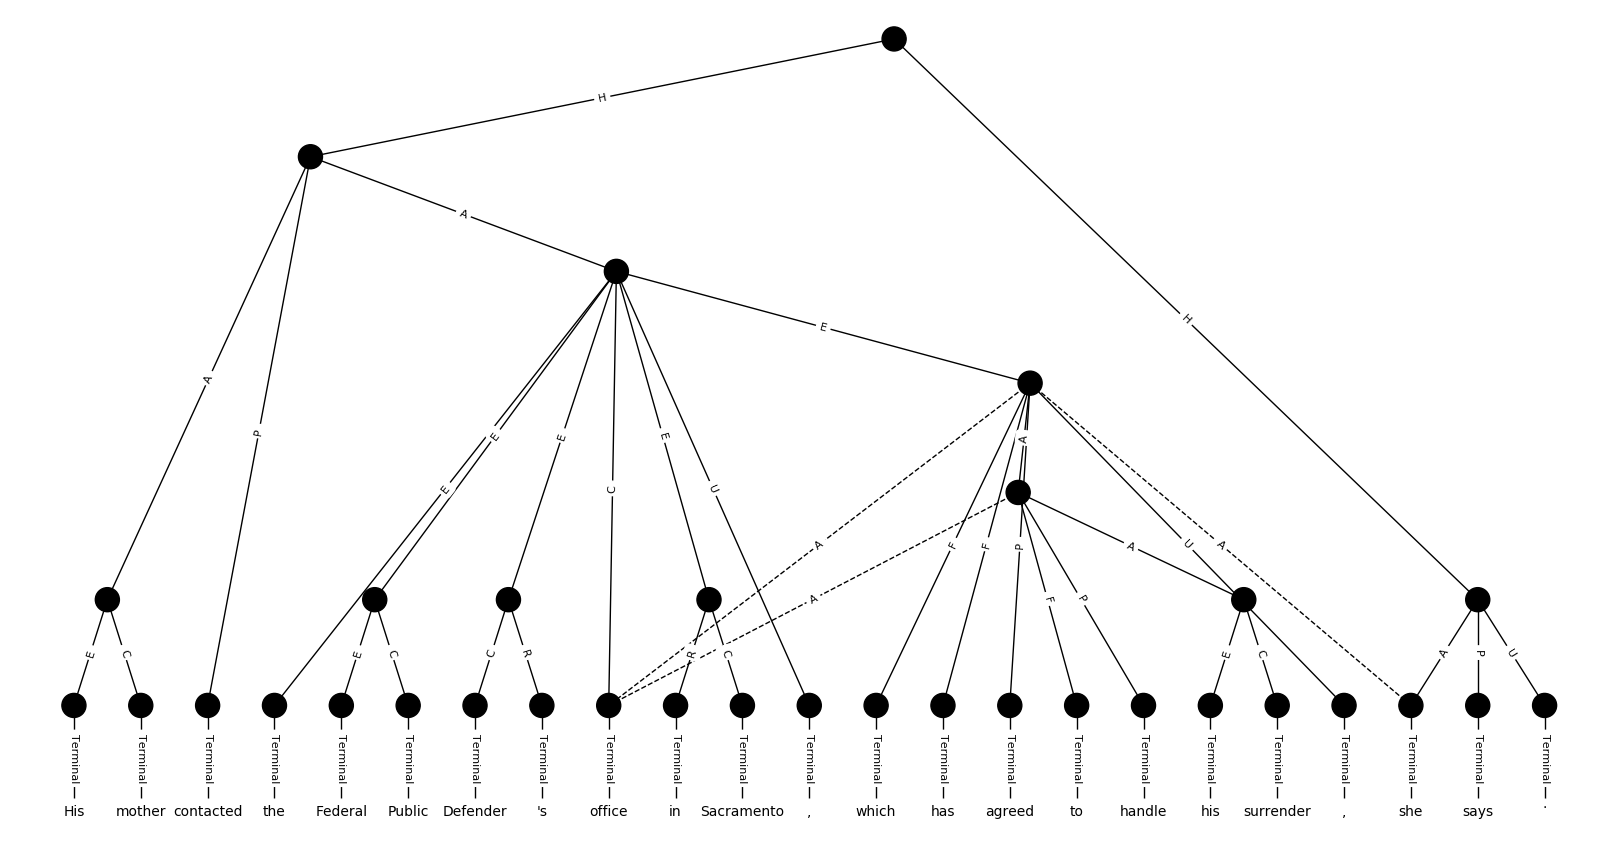 H
H
A
A
P
E
E
E
E
C
E
U
A
A
F
F
P
A
U
A
A
F
P
E
C
E
C
C
R
R
C
E
C
A
P
U
Terminal Terminal Terminal Terminal Terminal Terminal Terminal Terminal Terminal Terminal Terminal Terminal Terminal Terminal Terminal Terminal Terminal Terminal Terminal Terminal Terminal Terminal Terminal
His mother contacted the Federal Public Defender 's office in Sacramento , which has agreed to handle his surrender , she says .